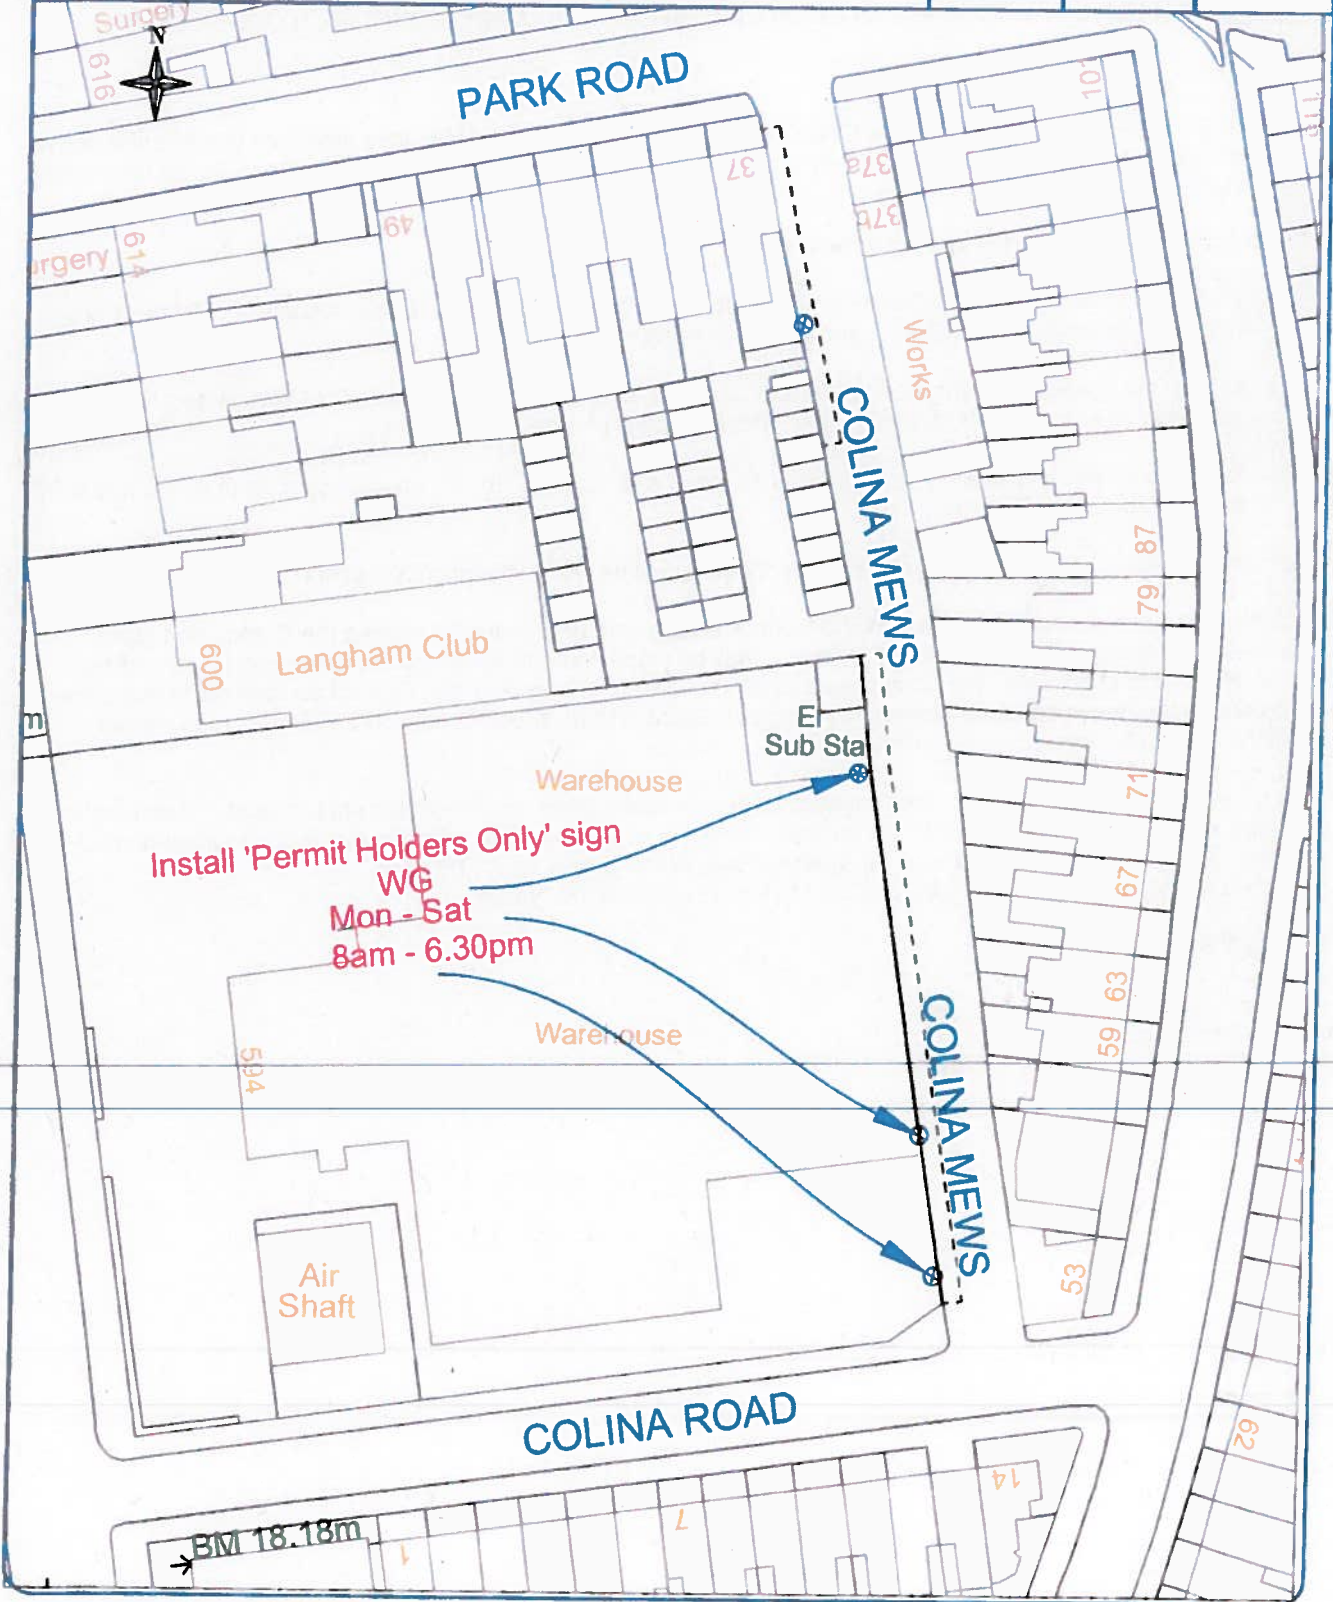 Surgery
N
616
PARK ROAD
101
37
37a
37b
49
urgery
614
Works
COLINA MEWS
87
79
Langham Club
600
m
El
Sub Sta
Warehouse
71
Install 'Permit Holders Only' sign
WG
Mon - Sat
8am - 6.30pm
67
63
59
Warehouse
594
COLINA MEWS
Air
Shaft
53
COLINA ROAD
62
14
7
BM 18.18m
1